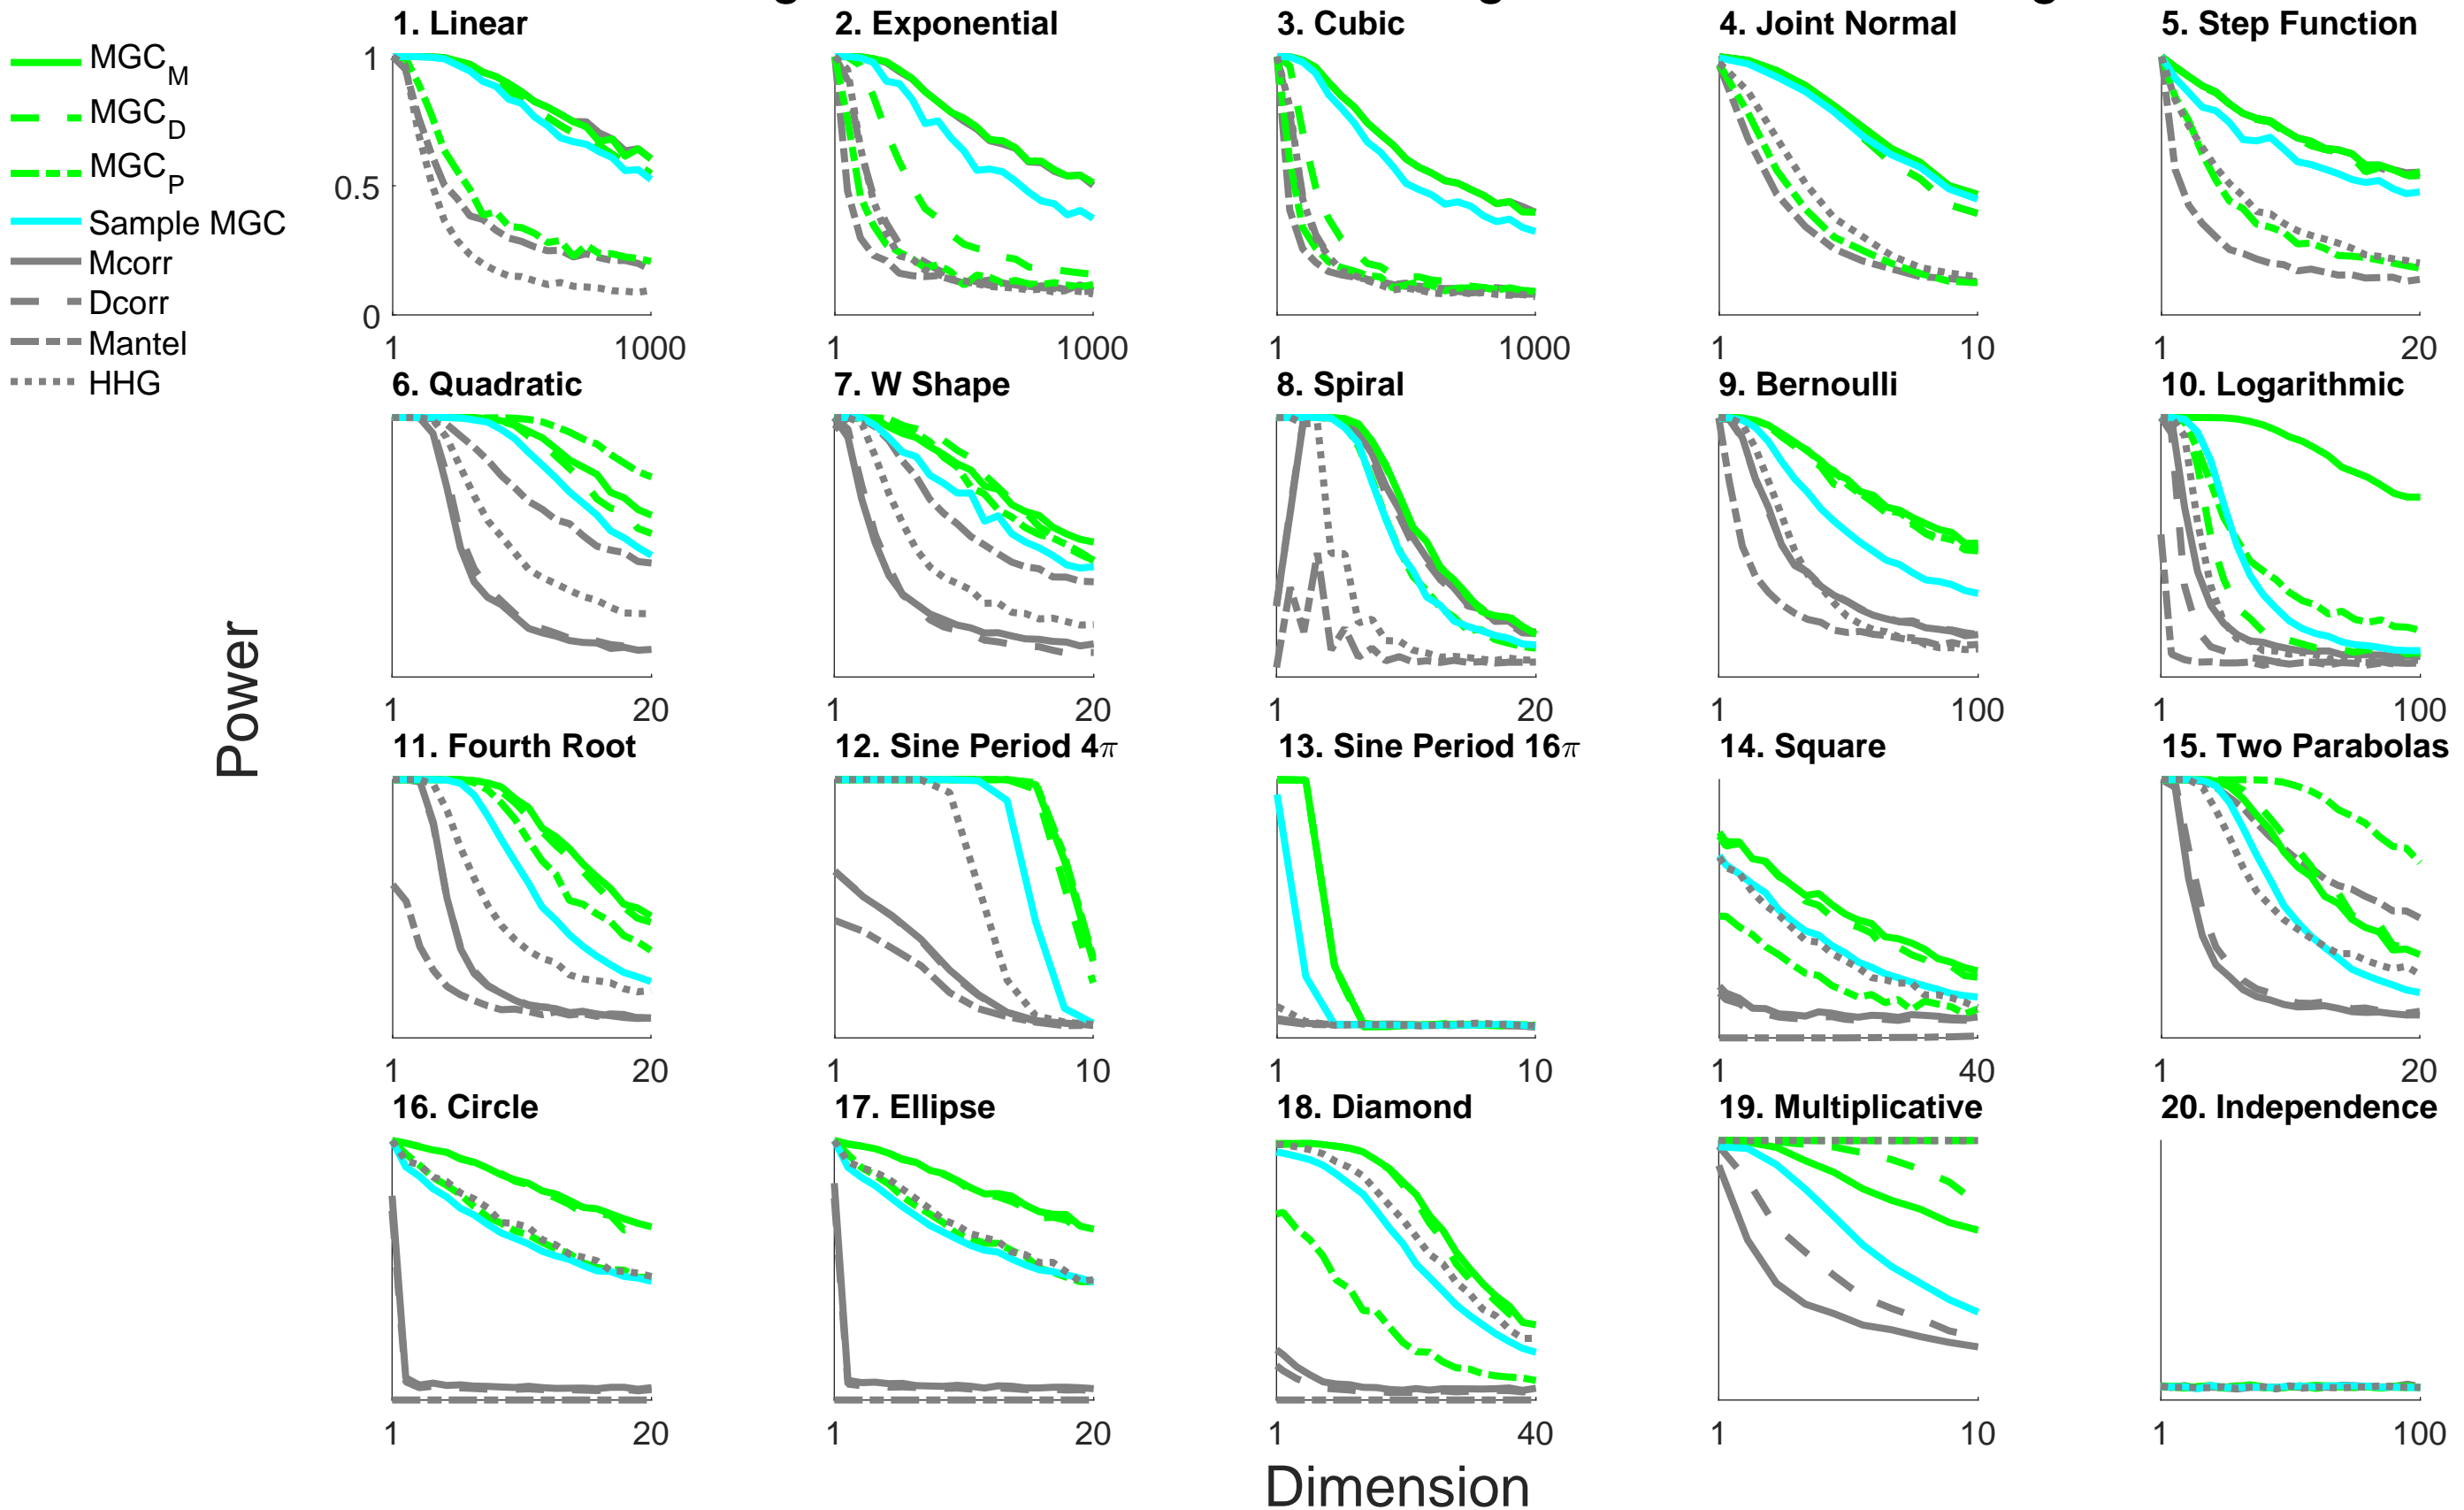 1. Linear
2. Exponential
3. Cubic
4. Joint Normal
5. Step Function
MGC_M
MGC_D
MGC_P
Sample MGC
Mcorr
Dcorr
Mantel
HHG
1
0.5
0
1 1000
1 1000
1 1000
1 10
1 20
6. Quadratic
7. W Shape
8. Spiral
9. Bernoulli
10. Logarithmic
1 20
1 20
1 20
1 100
1 100
Power
11. Fourth Root
12. Sine Period 4π
13. Sine Period 16π
14. Square
15. Two Parabolas
1 20
1 10
1 10
1 40
1 20
16. Circle
17. Ellipse
18. Diamond
19. Multiplicative
20. Independence
1 20
1 20
1 40
1 10
1 100
Dimension